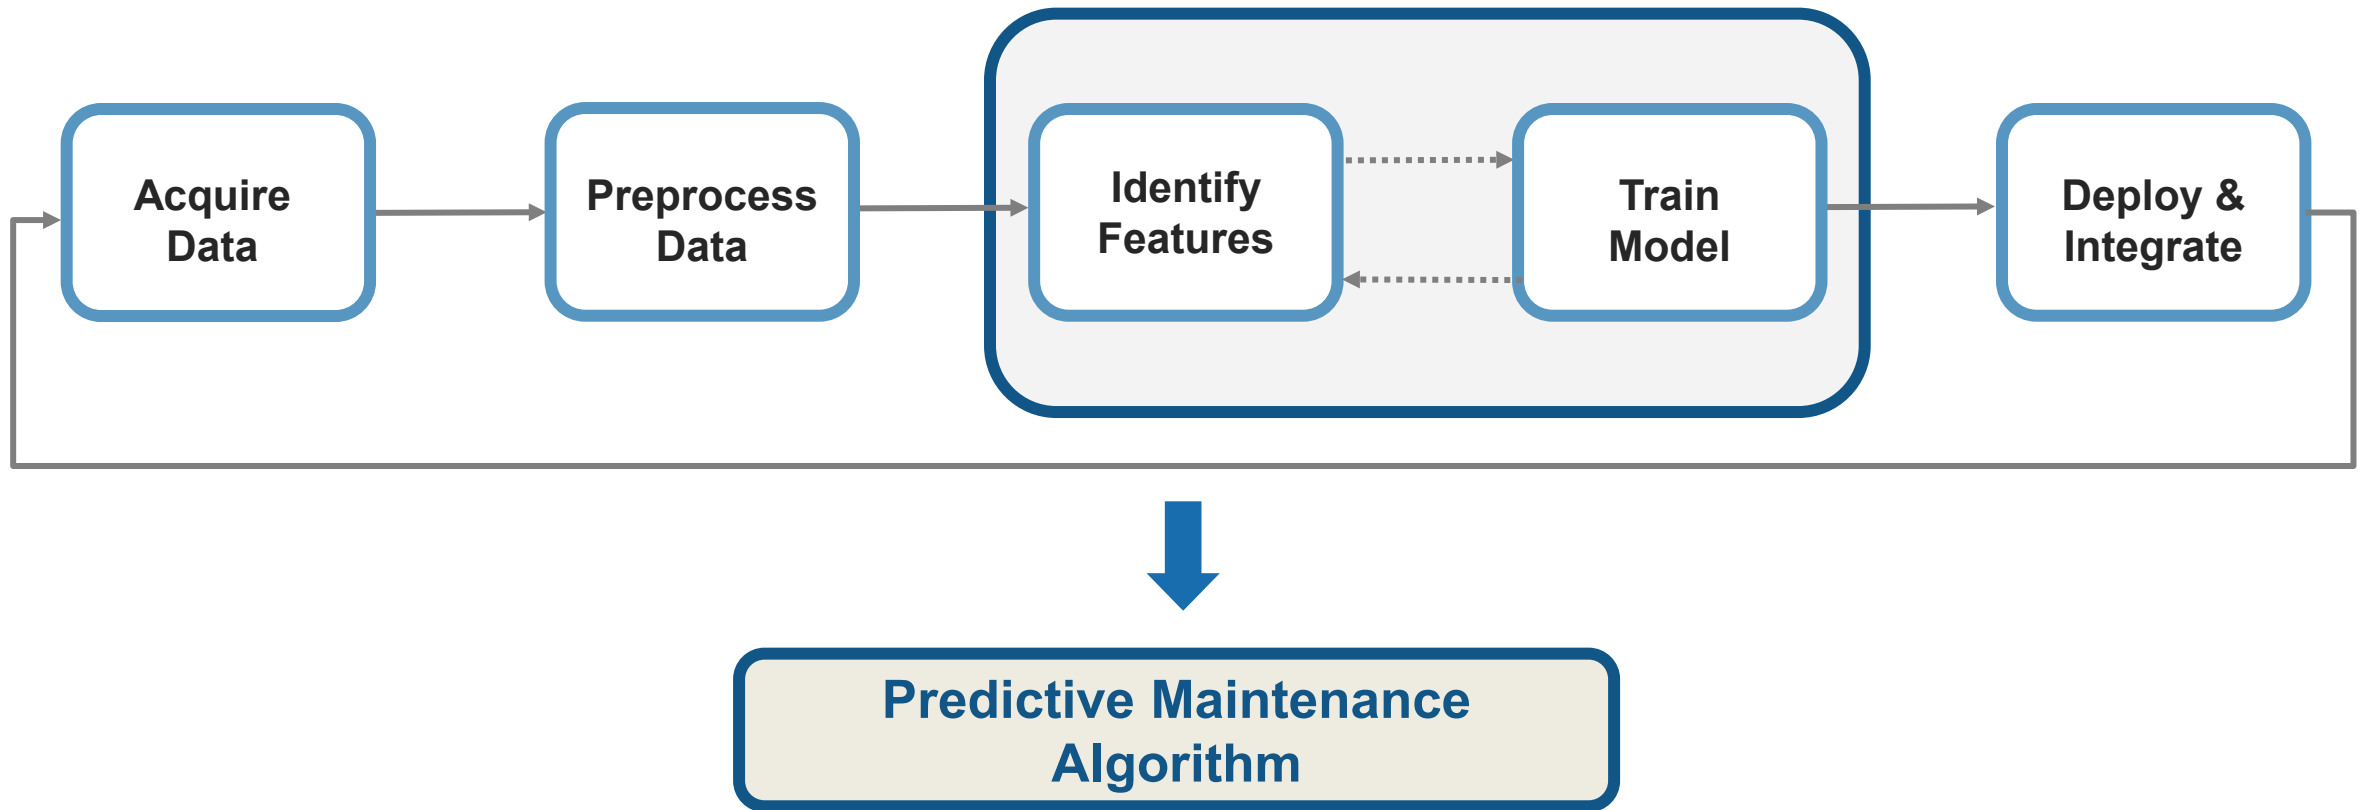 Acquire
Data
Preprocess
Data
Identify
Features
Train
Model
Deploy &
Integrate
Predictive Maintenance
Algorithm